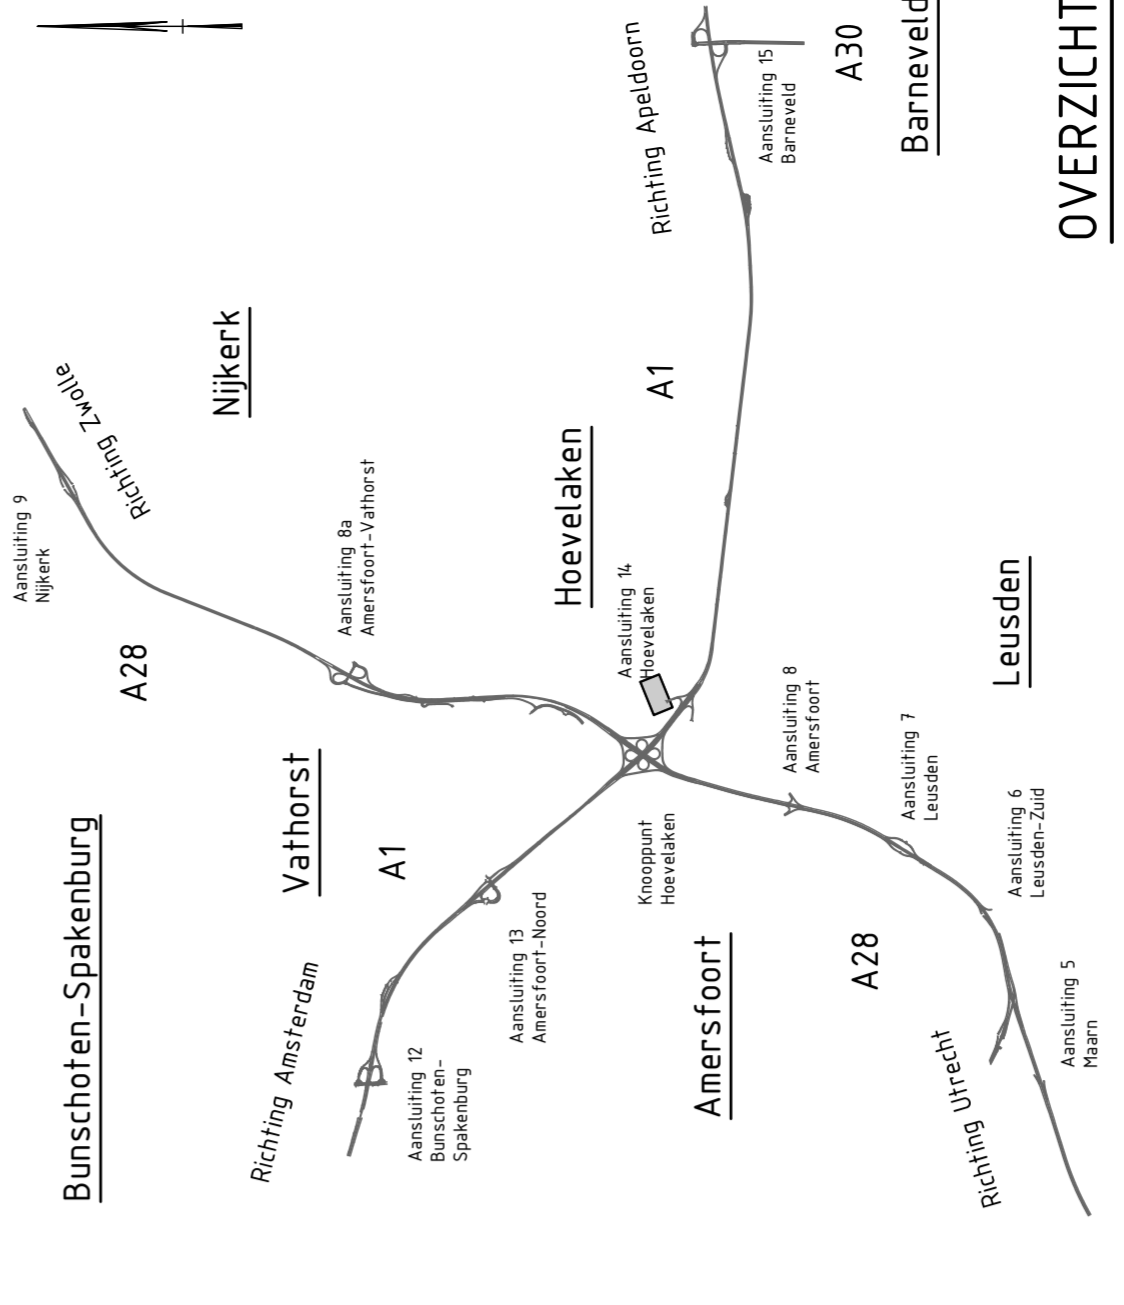 Bunschoten-Spakenburg
Vathorst
Nijkerk
Hoevelaken
Amersfoort
Leusden
Barneveld
OVERZICHT
Richting Amsterdam
Richting Zwolle
Richting Apeldoorn
Richting Utrecht
A28
A1
A1
A28
A30
Aansluiting 9
Nijkerk
Aansluiting 8a
Amersfoort-Vathorst
Aansluiting 14
Hoevelaken
Aansluiting 15
Barneveld
Aansluiting 12
Bunschoten-
Spakenburg
Aansluiting 13
Amersfoort-Noord
Knooppunt
Hoevelaken
Aansluiting 8
Amersfoort
Aansluiting 7
Leusden
Aansluiting 6
Leusden-Zuid
Aansluiting 5
Maarn